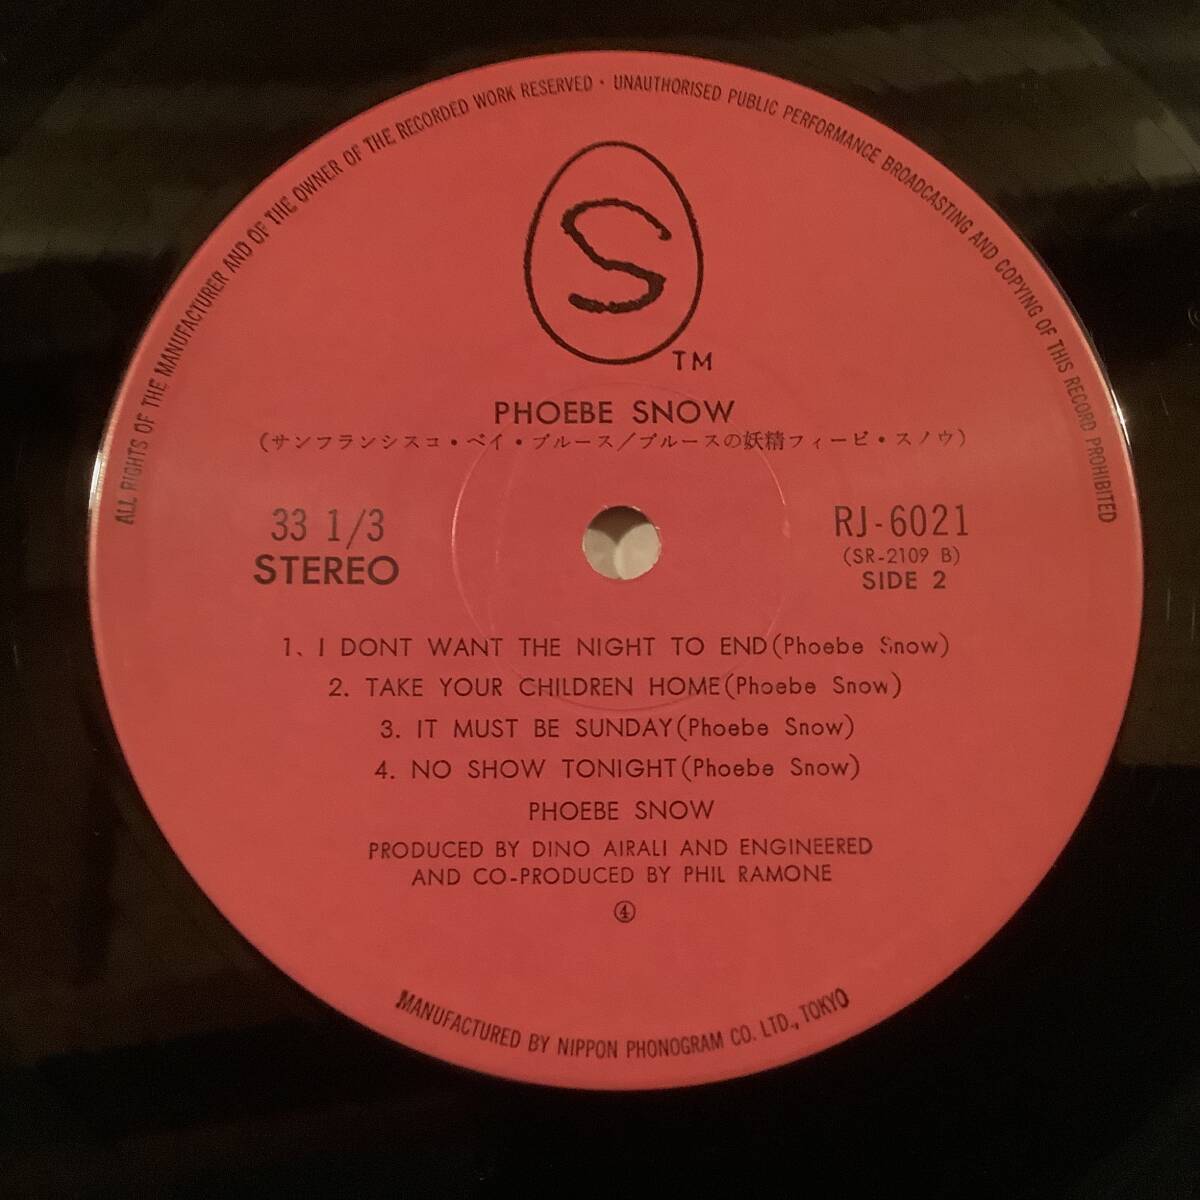 ALL RIGHTS OF THE MANUFACTURER AND OF THE OWNER OF THE RECORDED WORK RESERVED · UNAUTHORISED PUBLIC PERFORMANCE BROADCASTING AND COPYING OF THIS RECORD PROHIBITED
S
TM
PHOEBE SNOW
(サンフランシスコ・ベイ・ブルース/ブルースの妖精フィービ・スノウ)
33 1/3
STEREO
RJ-6021
(SR-2109 B)
SIDE 2
1、I DONT WANT THE NIGHT TO END(Phoebe Snow)
2. TAKE YOUR CHILDREN HOME(Phoebe Snow)
3. IT MUST BE SUNDAY(Phoebe Snow)
4. NO SHOW TONIGHT(Phoebe Snow)
PHOEBE SNOW
PRODUCED BY DINO AIRALI AND ENGINEERED
AND CO-PRODUCED BY PHIL RAMONE
④
MANUFACTURED BY NIPPON PHONOGRAM CO. LTD., TOKYO